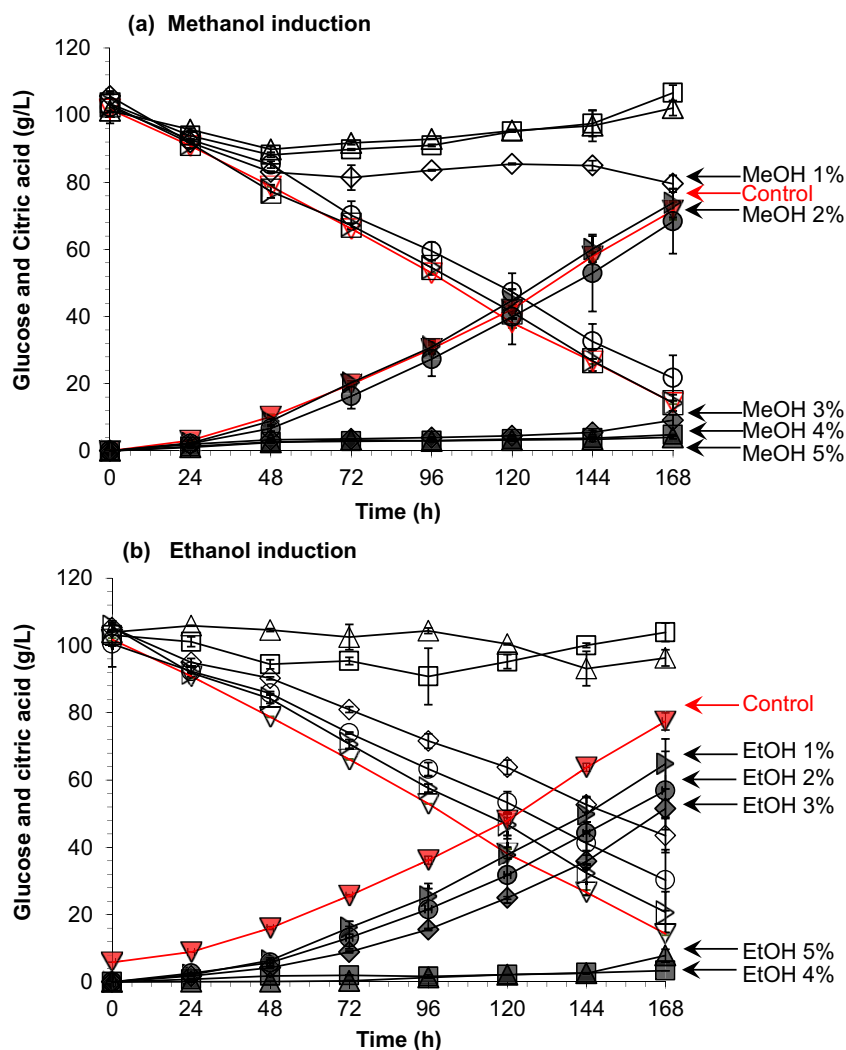 (a) Methanol induction
Glucose and Citric acid (g/L)
120
100
80
60
40
20
0
MeOH 1%
Control
MeOH 2%
MeOH 3%
MeOH 4%
MeOH 5%
0 24 48 72 96 120 144 168
Time (h)
(b) Ethanol induction
Glucose and citric acid (g/L)
120
100
80
60
40
20
0
Control
EtOH 1%
EtOH 2%
EtOH 3%
EtOH 5%
EtOH 4%
0 24 48 72 96 120 144 168
Time (h)